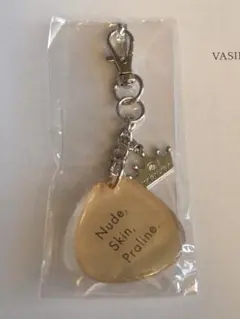 VASI
Nude,
Skin,
Praline.